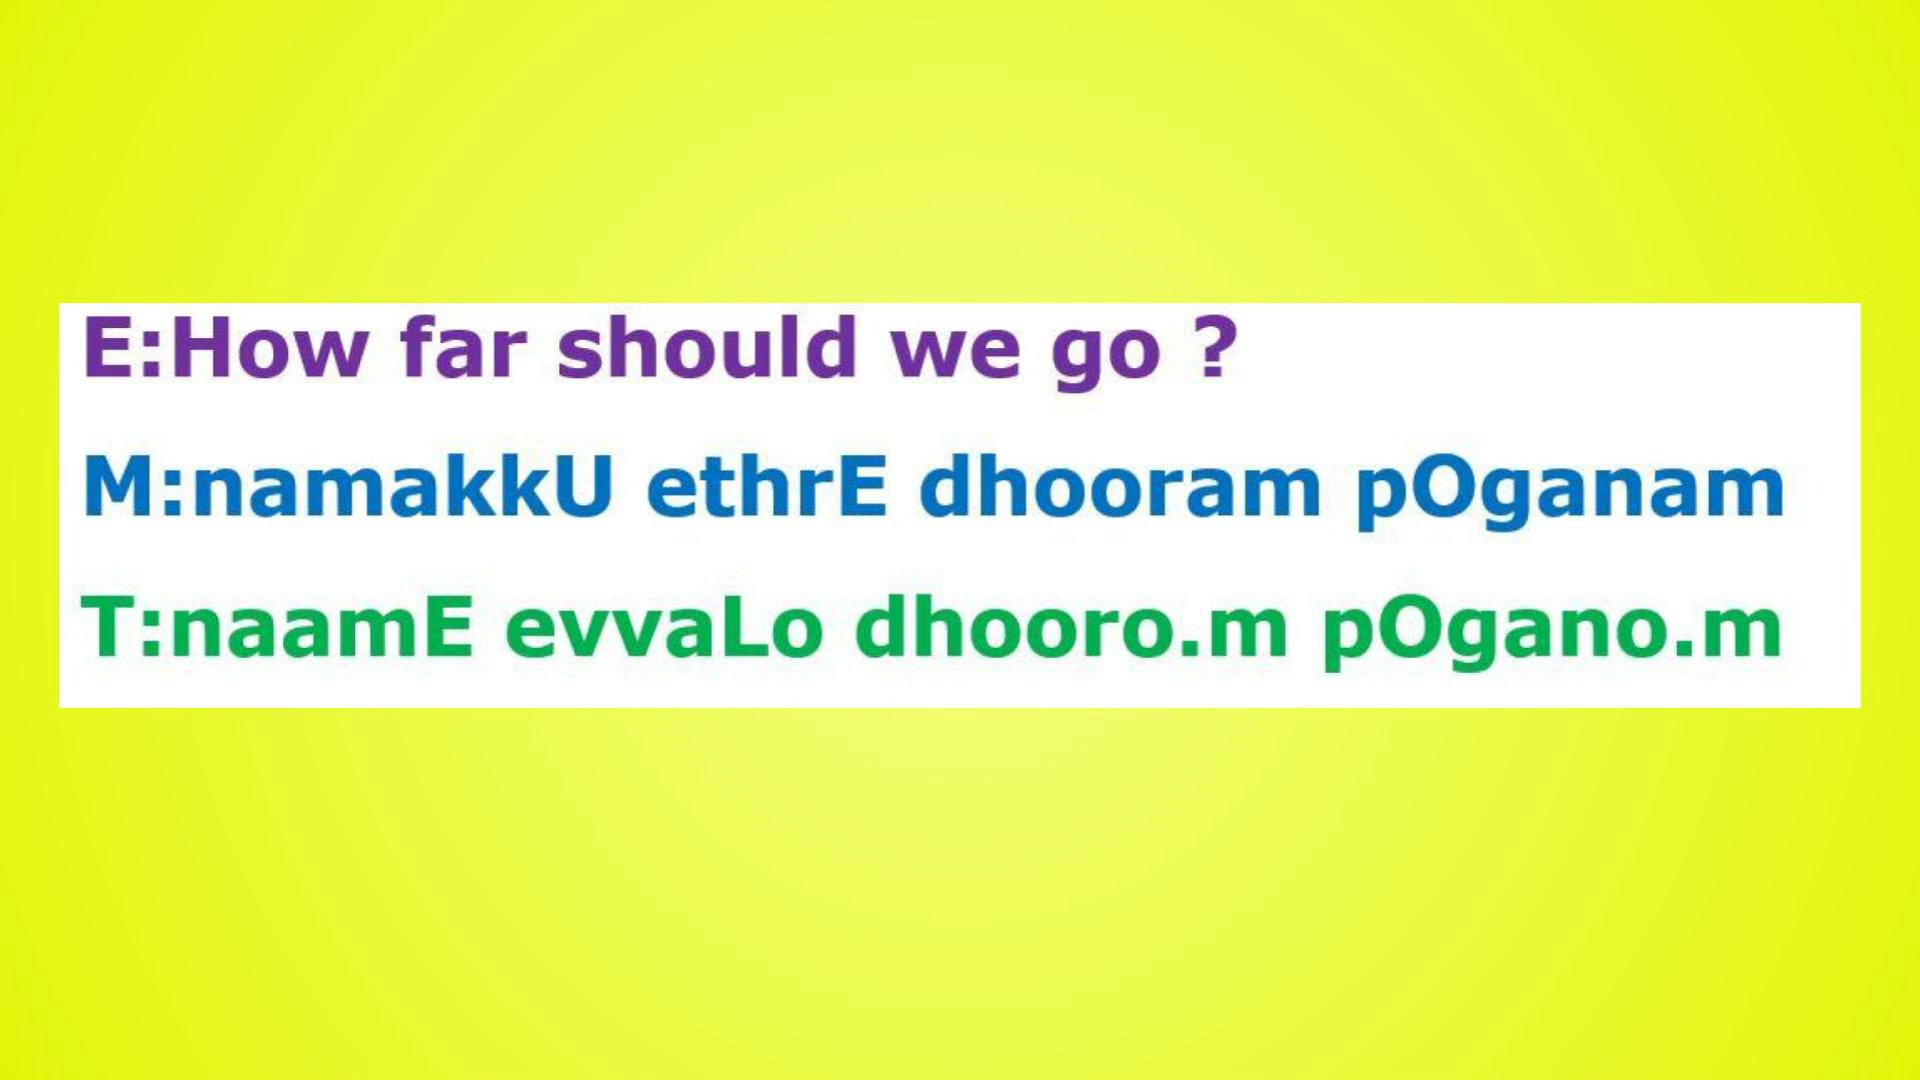 E:How far should we go ?
M:namakkU ethrE dhooram pOganam
T:naamE evvaLo dhooro.m pOgano.m